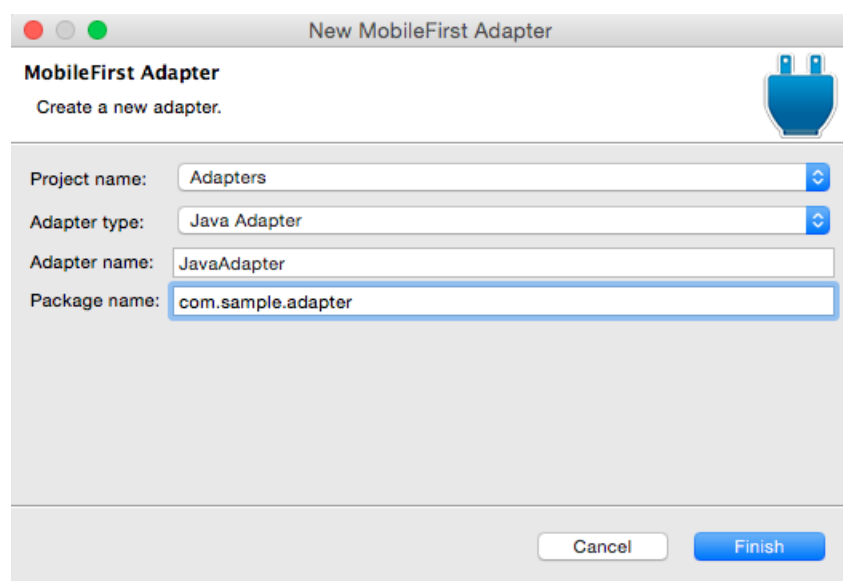 New MobileFirst Adapter
MobileFirst Adapter
Create a new adapter.
Project name: Adapters
Adapter type: Java Adapter
Adapter name: JavaAdapter
Package name: com.sample.adapter
Cancel Finish